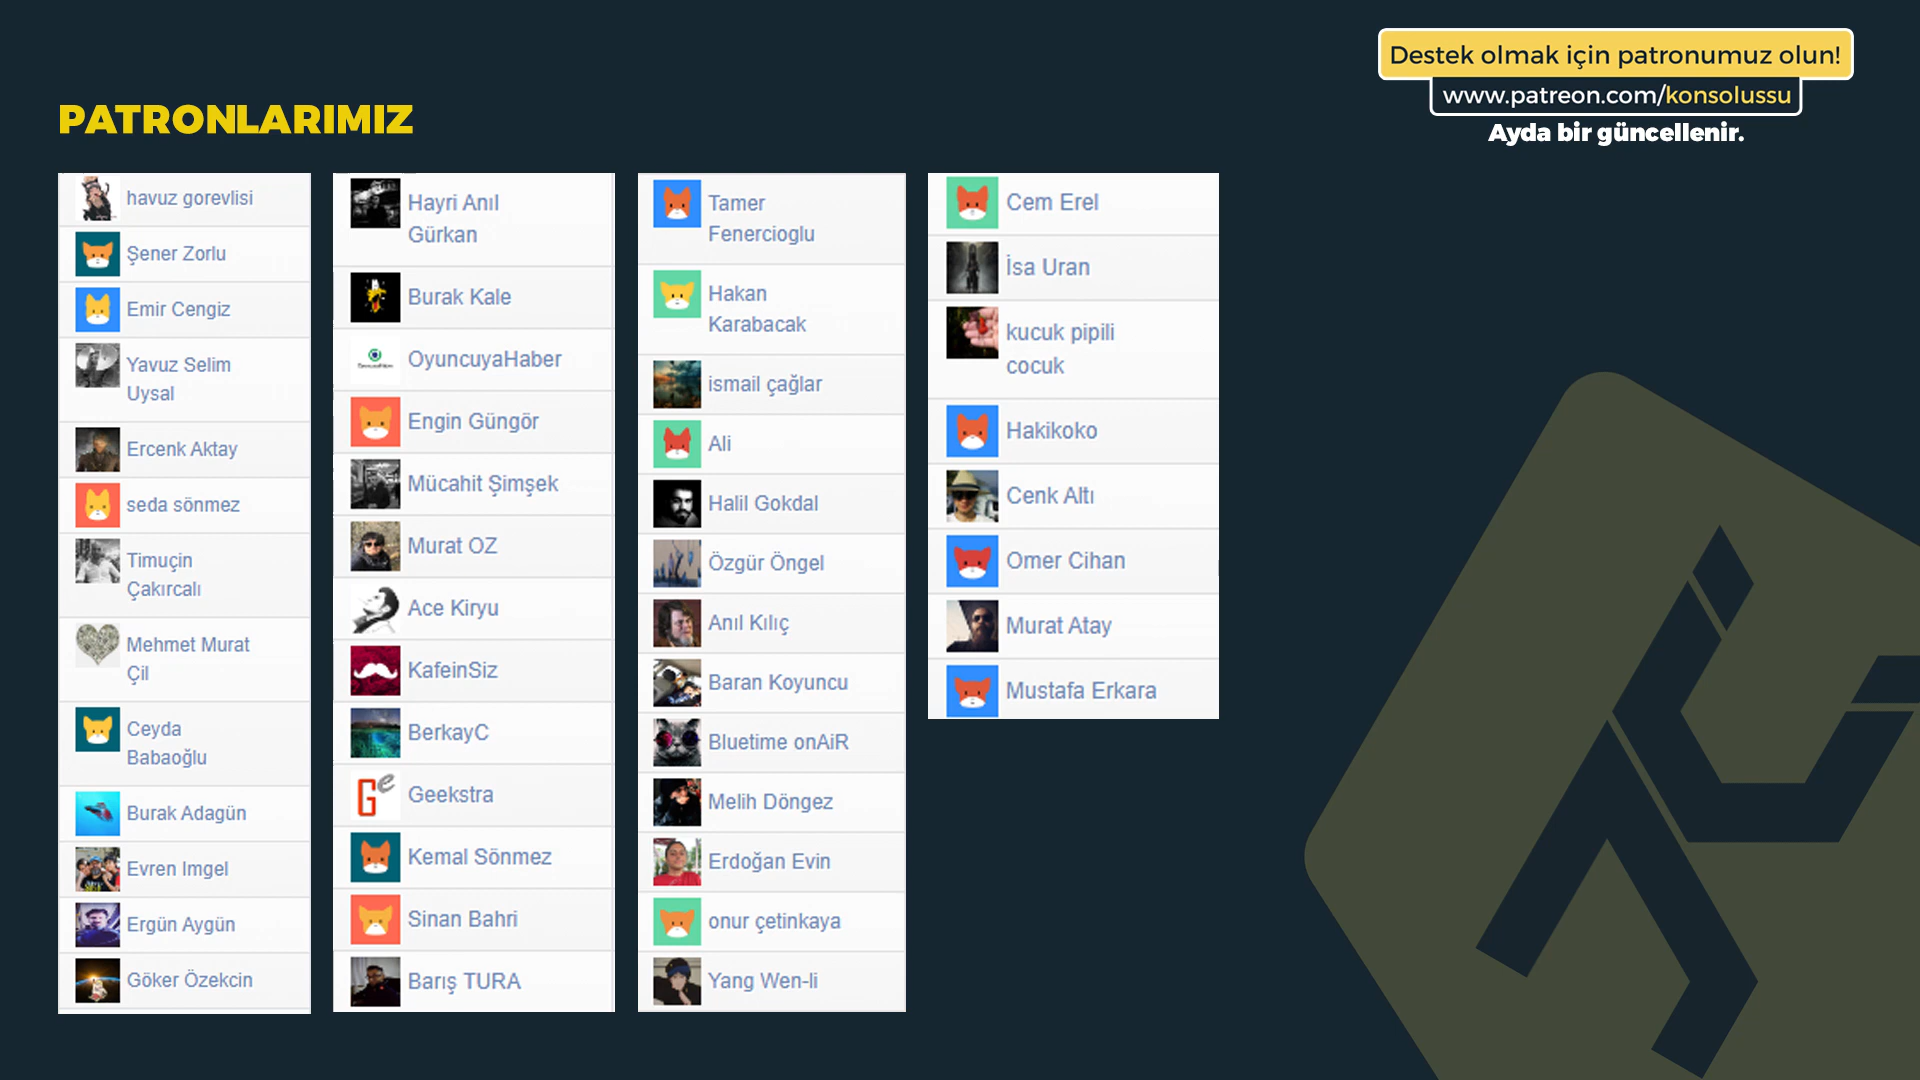 Destek olmak için patronumuz olun!
www.patreon.com/konsolussu
Ayda bir güncellenir.
PATRONLARIMIZ
havuz gorevlisi
Şener Zorlu
Emir Cengiz
Yavuz Selim
Uysal
Ercenk Aktay
seda sönmez
Timuçin
Çakırcalı
Mehmet Murat
Çil
Ceyda
Babaoğlu
Burak Adagün
Evren Imgel
Ergün Aygün
Göker Özekcin
Hayri Anıl
Gürkan
Burak Kale
OyuncuyaHaber
Engin Güngör
Mücahit Şimşek
Murat OZ
Ace Kiryu
KafeinSiz
BerkayC
Ge
Geekstra
Kemal Sönmez
Sinan Bahri
Barış TURA
Tamer
Fenercioglu
Hakan
Karabacak
ismail çağlar
Ali
Halil Gokdal
Özgür Öngel
Anıl Kılıç
Baran Koyuncu
Bluetime onAiR
Melih Döngez
Erdoğan Evin
onur çetinkaya
Yang Wen-li
Cem Erel
İsa Uran
kucuk pipili
cocuk
Hakikoko
Cenk Altı
Omer Cihan
Murat Atay
Mustafa Erkara